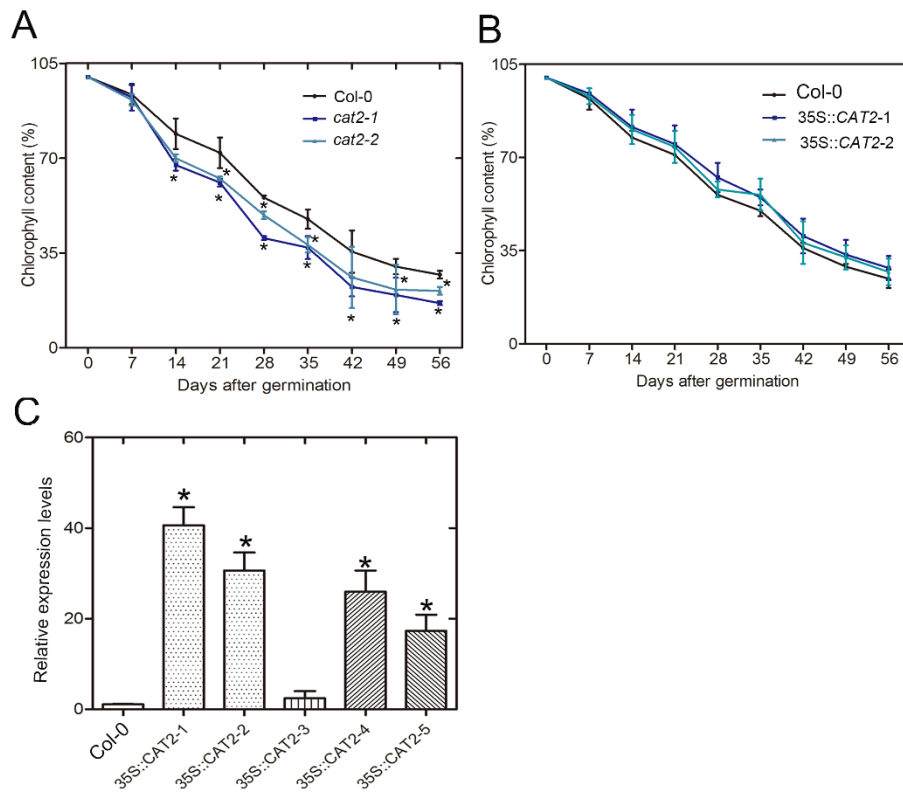 A
105
70
35
0
Chlorophyll content (%)
Col-0
cat2-1
cat2-2
*
*
*
*
*
*
*
*
*
*
*
*
0 7 14 21 28 35 42 49 56
Days after germination
B
105
70
35
0
Chlorophyll content (%)
Col-0
35S::CAT2-1
35S::CAT2-2
0 7 14 21 28 35 42 49 56
Days after germination
C
60
40
20
0
Relative expression levels
*
*
*
*
Col-0
35S::CAT2-1
35S::CAT2-2
35S::CAT2-3
35S::CAT2-4
35S::CAT2-5